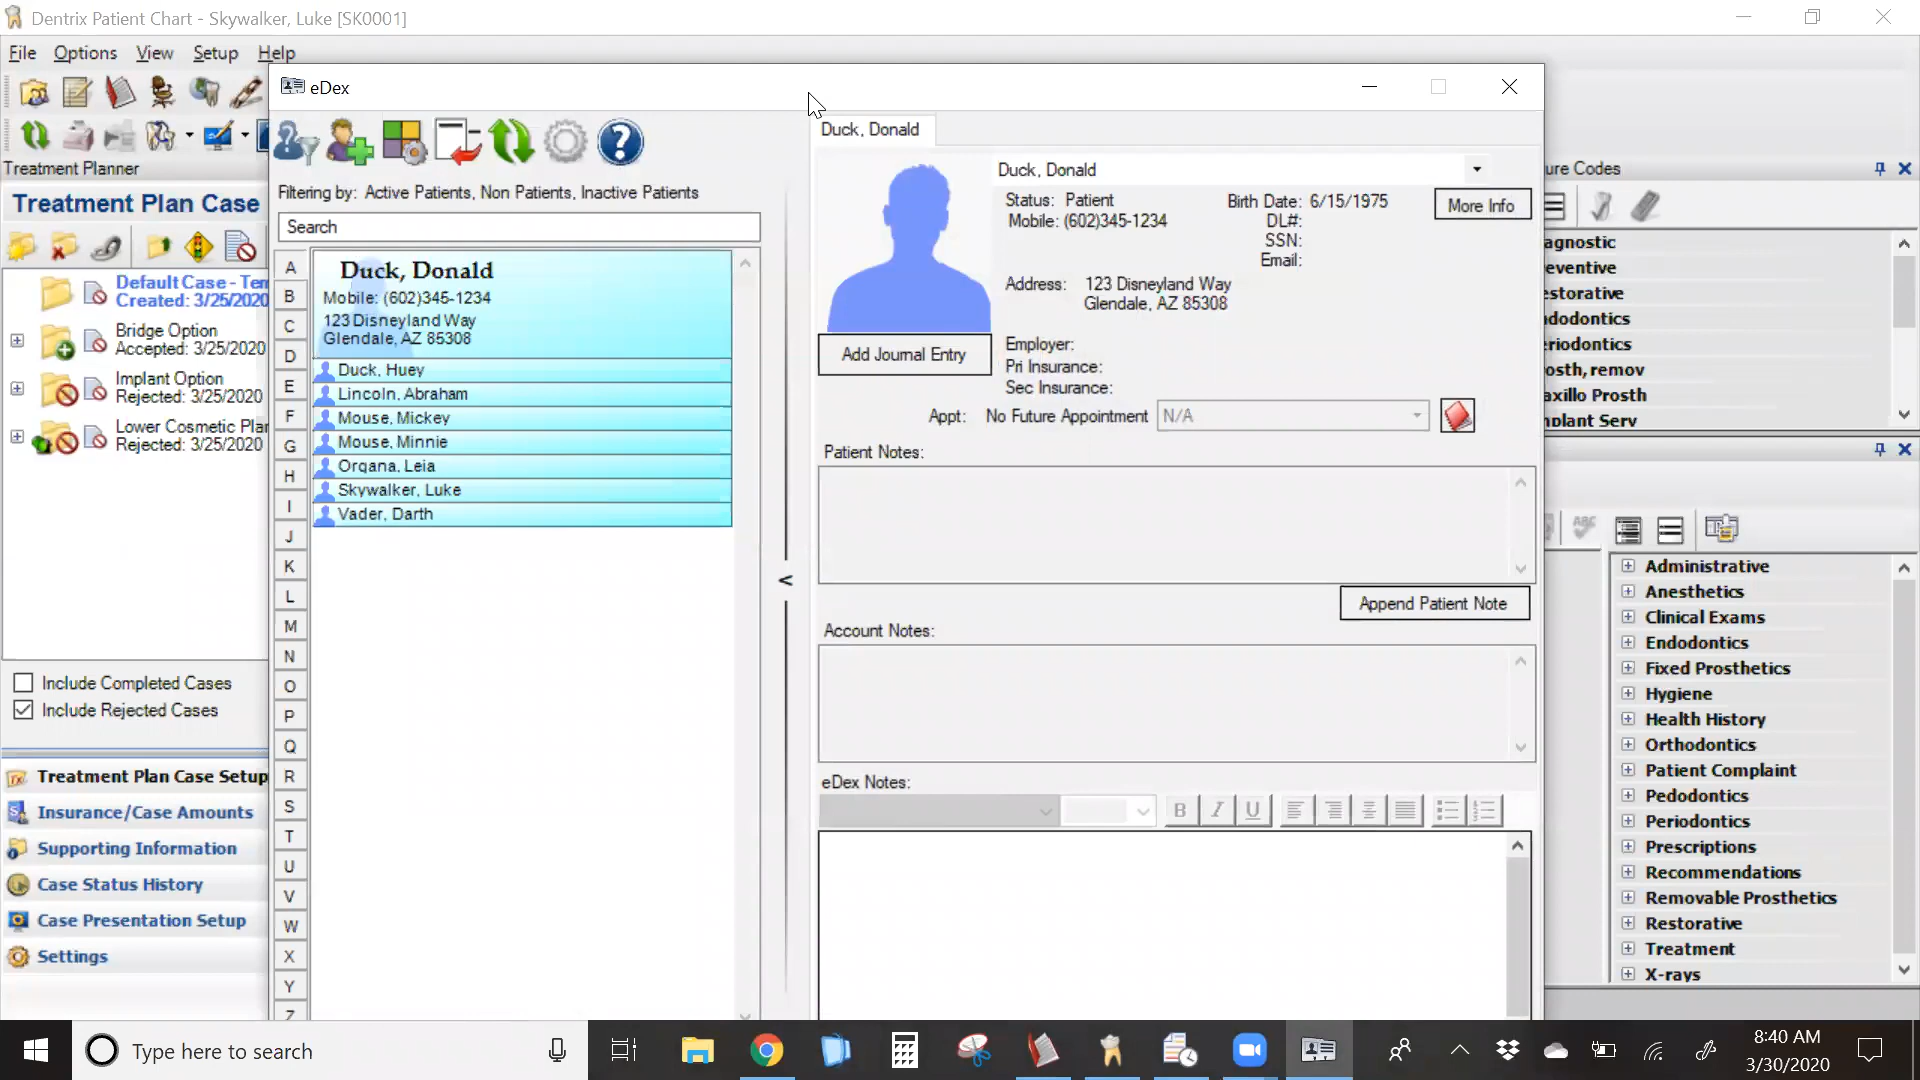 Dentrix Patient Chart - Skywalker, Luke [SK0001]
File Options View Setup Help
Treatment Planner
Treatment Plan Case
Default Case - Tem
Created: 3/25/2020
Bridge Option
Accepted: 3/25/2020
Implant Option
Rejected: 3/25/2020
Lower Cosmetic Plan
Rejected: 3/25/2020
Include Completed Cases
Include Rejected Cases
Treatment Plan Case Setup
Insurance/Case Amounts
Supporting Information
Case Status History
Case Presentation Setup
Settings
eDex
Filtering by: Active Patients, Non Patients, Inactive Patients
Search
A
B
C
D
E
F
G
H
I
J
K
L
M
N
O
P
Q
R
S
T
U
V
W
X
Y
Z
Duck, Donald
Mobile: (602)345-1234
123 Disneyland Way
Glendale, AZ 85308
Duck, Huey
Lincoln, Abraham
Mouse, Mickey
Mouse, Minnie
Organa, Leia
Skywalker, Luke
Vader, Darth
<
Duck, Donald
Duck, Donald
Status: Patient
Mobile: (602)345-1234
Birth Date: 6/15/1975
DL#:
SSN:
Email:
More Info
Address: 123 Disneyland Way
Glendale, AZ 85308
Add Journal Entry
Employer:
Pri Insurance:
Sec Insurance:
Appt: No Future Appointment N/A
Patient Notes:
Append Patient Note
Account Notes:
eDex Notes:
B I U
ure Codes
agnostic
eventive
estorative
ndodontics
eriodontics
osth, remov
axillo Prosth
mplant Serv
ABC
Administrative
Anesthetics
Clinical Exams
Endodontics
Fixed Prosthetics
Hygiene
Health History
Orthodontics
Patient Complaint
Pedodontics
Periodontics
Prescriptions
Recommendations
Removable Prosthetics
Restorative
Treatment
X-rays
Type here to search
8:40 AM
3/30/2020